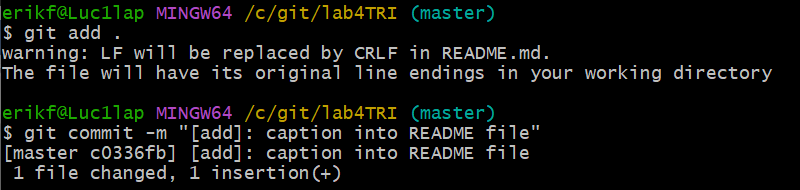 erikf@Luc1lap MINGW64 /c/git/lab4TRI (master)
$ git add .
warning: LF will be replaced by CRLF in README.md.
The file will have its original line endings in your working directory
erikf@Luc1lap MINGW64 /c/git/lab4TRI (master)
$ git commit -m "[add]: caption into README file"
[master c0336fb] [add]: caption into README file
 1 file changed, 1 insertion(+)